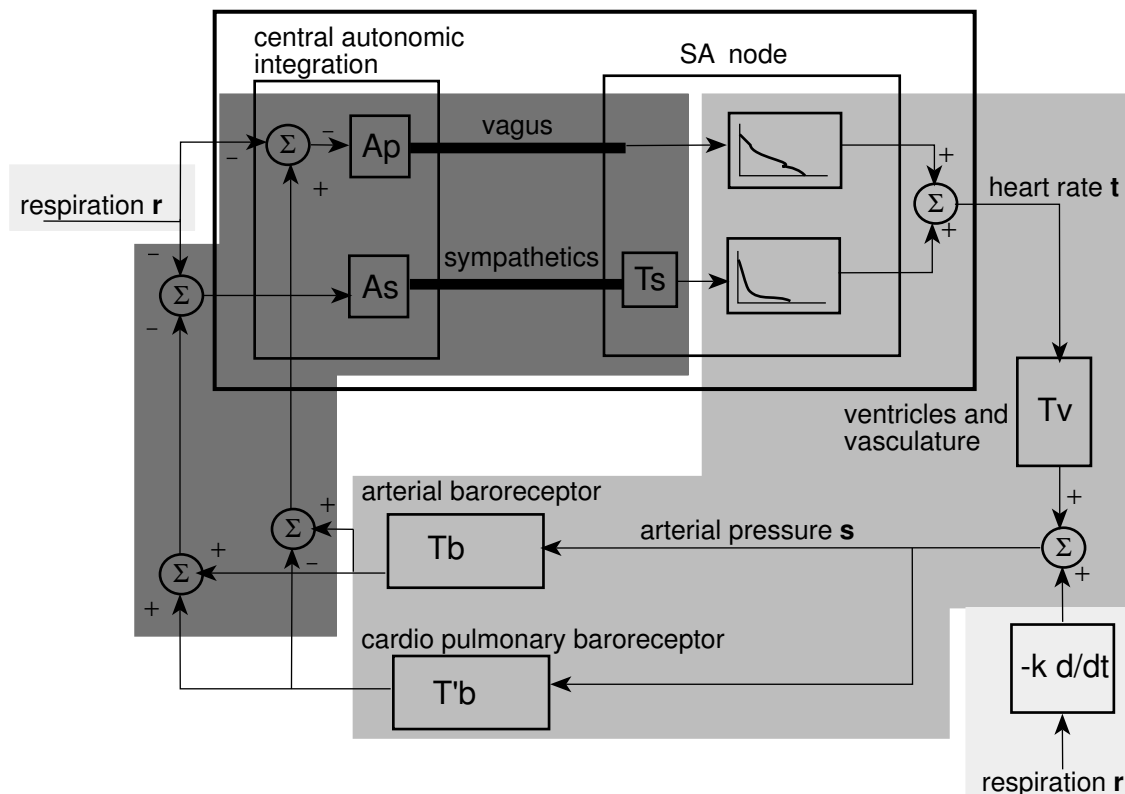 central autonomic
integration
SA node
Σ
−
−
+
Ap
vagus
+
+
Σ
heart rate t
respiration r
−
−
Σ
As
sympathetics
Ts
Tv
ventricles and
vasculature
arterial baroreceptor
+
Σ
−
Tb
arterial pressure s
+
Σ
+
+
Σ
+
cardio pulmonary baroreceptor
T'b
-k d/dt
respiration r